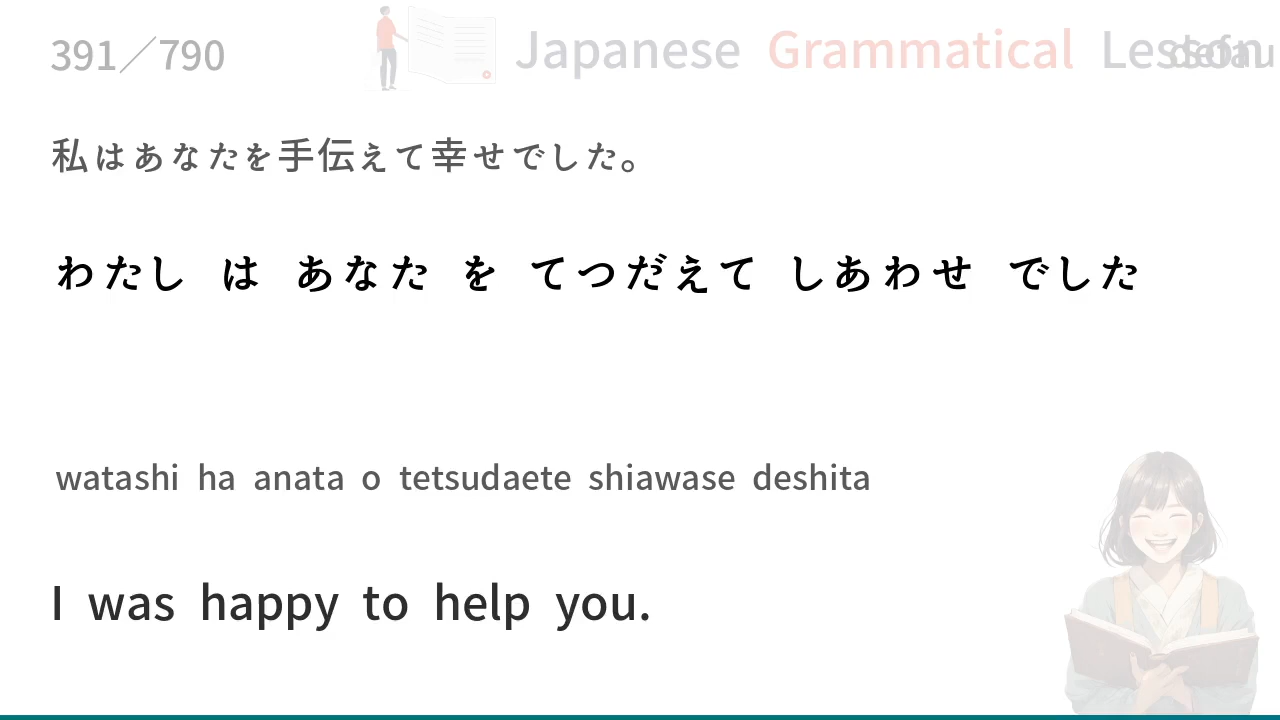 391／790
Japanese Grammatical Lesson
私はあなたを手伝えて幸せでした。
わたし は あなた を てつだえて しあわせ でした
watashi ha anata o tetsudaete shiawase deshita
I was happy to help you.